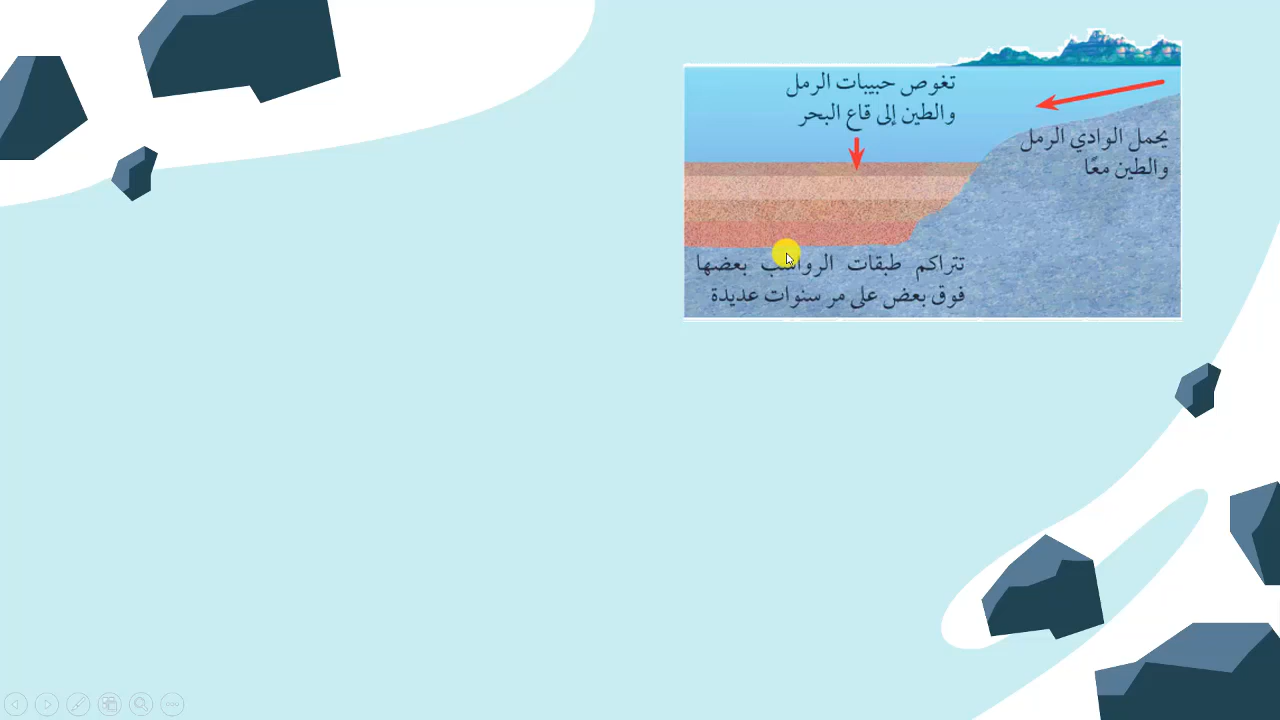 تغوص حبيبات الرمل
والطين إلى قاع البحر
يحمل الوادي الرمل
والطين معًا
تتراكم طبقات الرواسب بعضها
فوق بعض على مر سنوات عديدة